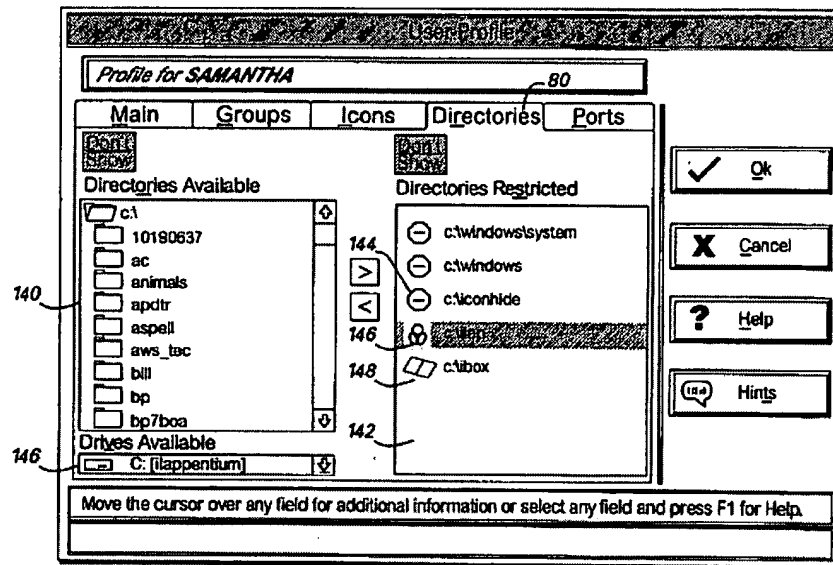 User Profile
Profile for SAMANTHA
80
Main Groups Icons Directories Ports
Don't Show
Don't Show
Directories Available
Directories Restricted
c:\
10190637
ac
animals
apdtr
aspell
aws_tec
bill
bp
bp7boa
140
>
<
144
c:\windows\system
c:\windows
c:\iconhide
146
148
c:\ibox
142
Drives Available
146
C: [ilappentium]
Ok
Cancel
Help
Hints
Move the cursor over any field for additional information or select any field and press F1 for Help.